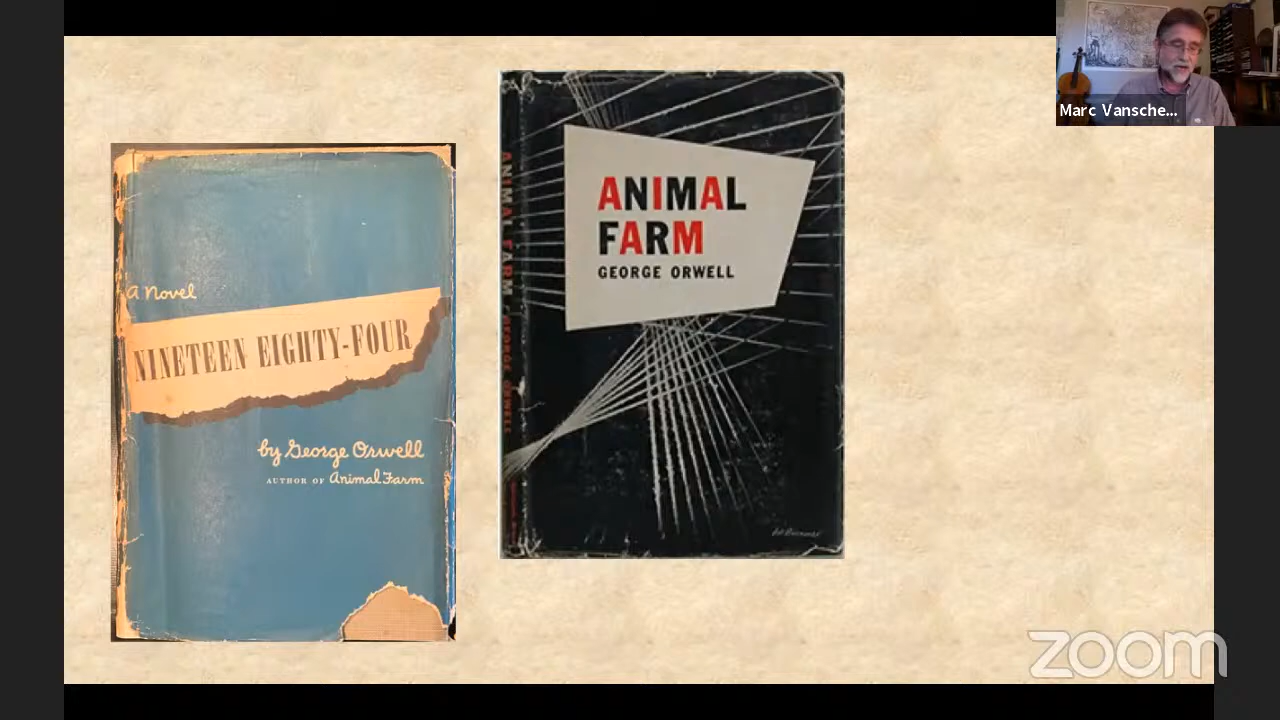 Marc Vansche...
a Novel
NINETEEN EIGHTY-FOUR
by George Orwell
AUTHOR OF Animal Farm
ANIMAL FARM GEORGE ORWELL
ANIMAL
FARM
GEORGE ORWELL
zoom